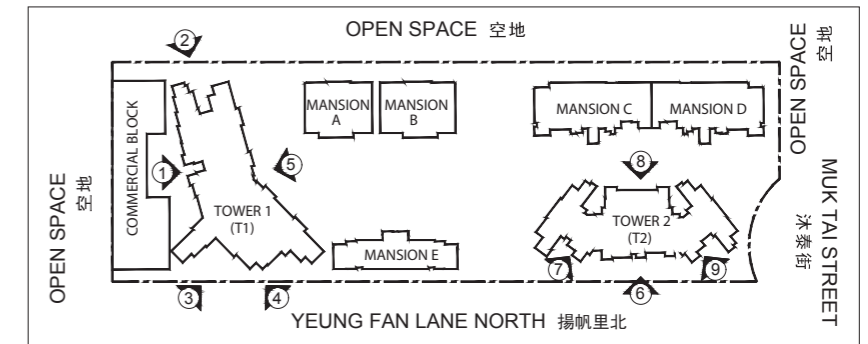 OPEN SPACE 空地
②
OPEN SPACE
空地
MANSION
A
MANSION
B
MANSION C
MANSION D
COMMERCIAL BLOCK
①
⑤
⑧
OPEN SPACE
空地
TOWER 1
(T1)
TOWER 2
(T2)
MUK TAI STREET
沐泰街
MANSION E
⑦
⑨
③
④
⑥
YEUNG FAN LANE NORTH 揚帆里北